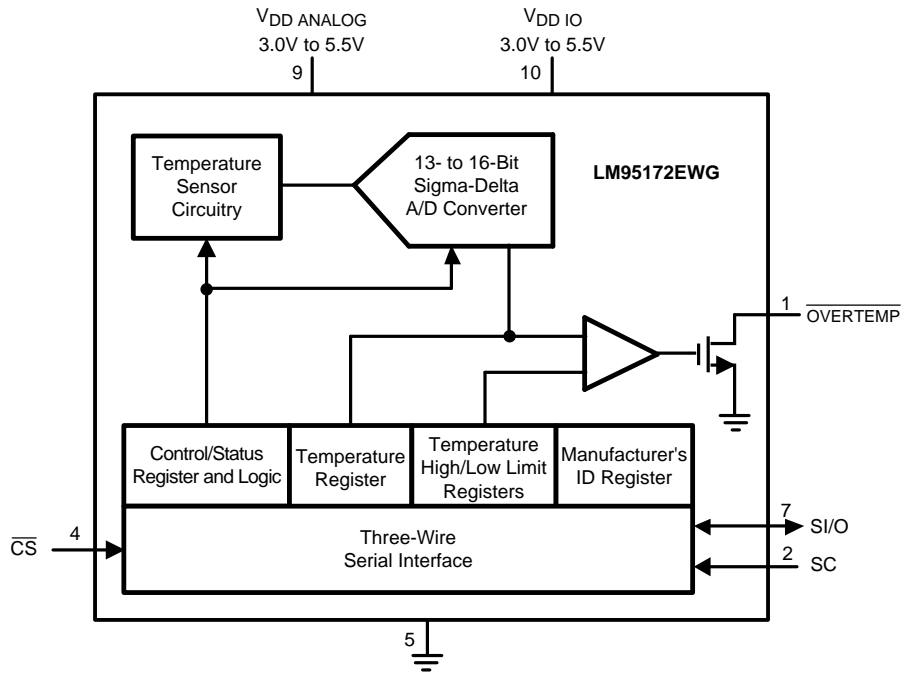 VDD ANALOG
3.0V to 5.5V
9
VDD IO
3.0V to 5.5V
10
Temperature
Sensor
Circuitry
13- to 16-Bit
Sigma-Delta
A/D Converter
LM95172EWG
1
OVERTEMP
Control/Status
Register and Logic
Temperature
Register
Temperature
High/Low Limit
Registers
Manufacturer's
ID Register
Three-Wire
Serial Interface
4
CS
7
SI/O
2
SC
5